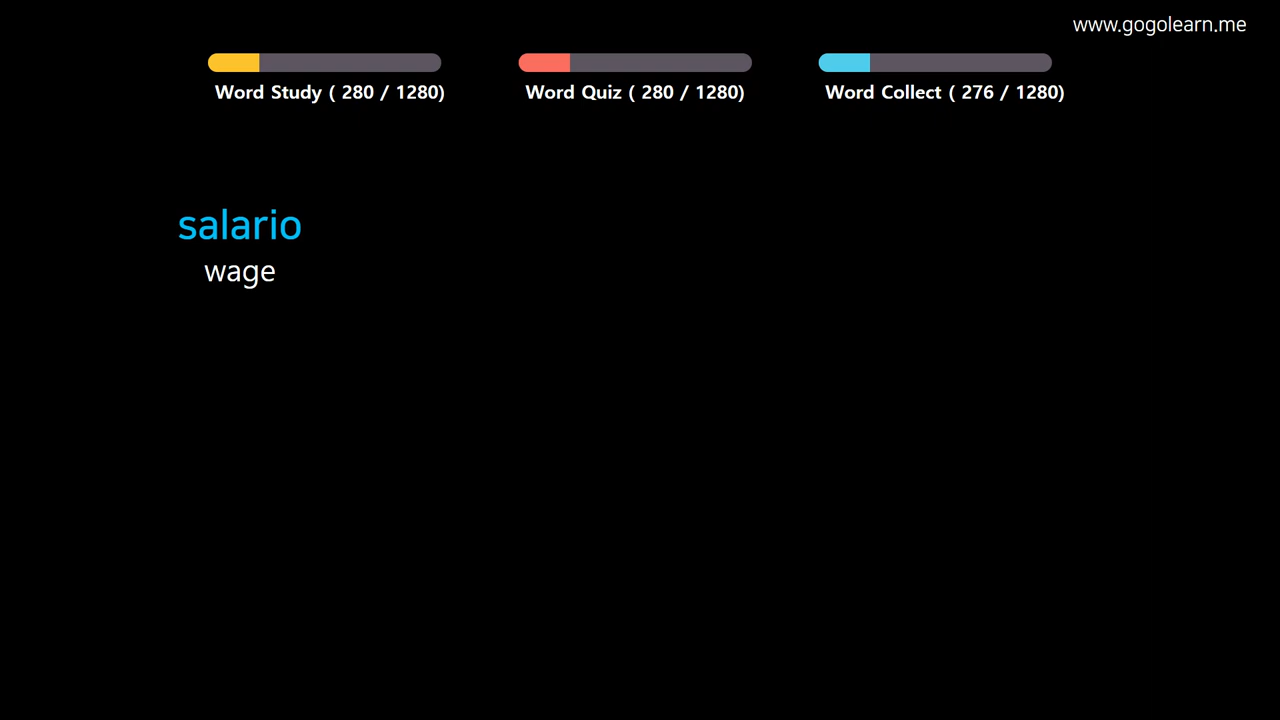 www.gogolearn.me
Word Study ( 280 / 1280)
Word Quiz ( 280 / 1280)
Word Collect ( 276 / 1280)
salario
wage